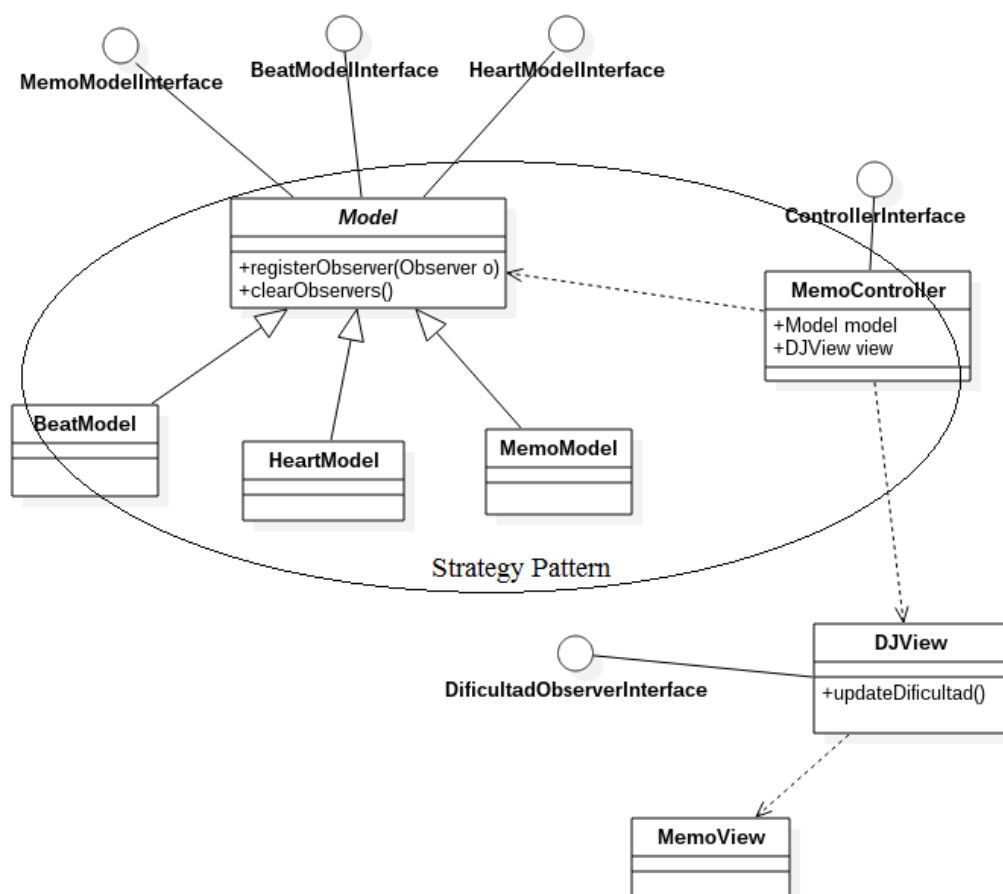 MemoModelInterface
BeatModelInterface
HeartModelInterface
Model
+registerObserver(Observer o)
+clearObservers()
ControllerInterface
MemoController
+Model model
+DJView view
BeatModel
HeartModel
MemoModel
Strategy Pattern
DJView
+updateDificultad()
DificultadObserverInterface
MemoView